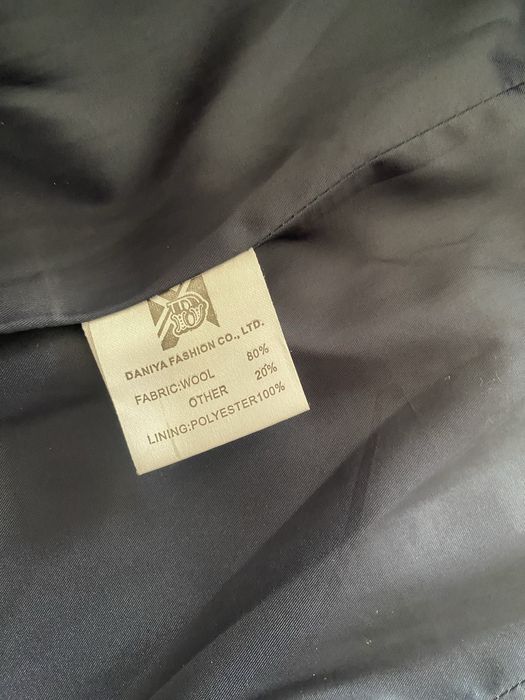 DANIYA FASHION CO., LTD.
FABRIC:WOOL 80%
OTHER 20%
LINING:POLYESTER100%